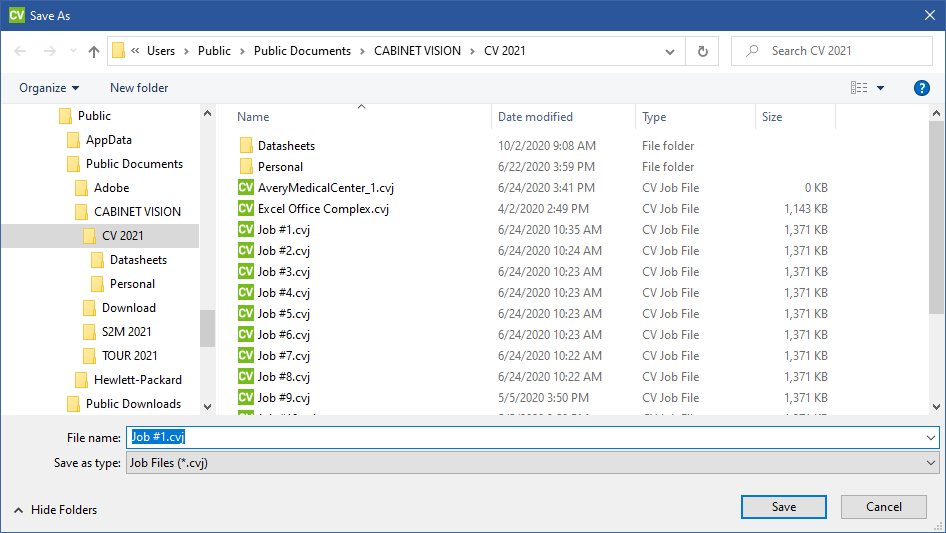 CV Save As
« Users > Public > Public Documents > CABINET VISION > CV 2021 Search CV 2021
Organize New folder ?
Public
AppData
Public Documents
Adobe
CABINET VISION
CV 2021
Datasheets
Personal
Download
S2M 2021
TOUR 2021
Hewlett-Packard
Public Downloads
Name Date modified Type Size
Datasheets 10/2/2020 9:08 AM File folder
Personal 6/22/2020 3:59 PM File folder
CV AveryMedicalCenter_1.cvj 6/24/2020 3:41 PM CV Job File 0 KB
CV Excel Office Complex.cvj 4/2/2020 2:49 PM CV Job File 1,143 KB
CV Job #1.cvj 6/24/2020 10:35 AM CV Job File 1,371 KB
CV Job #2.cvj 6/24/2020 10:24 AM CV Job File 1,371 KB
CV Job #3.cvj 6/24/2020 10:23 AM CV Job File 1,371 KB
CV Job #4.cvj 6/24/2020 10:23 AM CV Job File 1,371 KB
CV Job #5.cvj 6/24/2020 10:23 AM CV Job File 1,371 KB
CV Job #6.cvj 6/24/2020 10:23 AM CV Job File 1,371 KB
CV Job #7.cvj 6/24/2020 10:22 AM CV Job File 1,371 KB
CV Job #8.cvj 6/24/2020 10:22 AM CV Job File 1,371 KB
CV Job #9.cvj 5/5/2020 3:50 PM CV Job File 1,371 KB
File name: Job #1.cvj
Save as type: Job Files (*.cvj)
Hide Folders Save Cancel